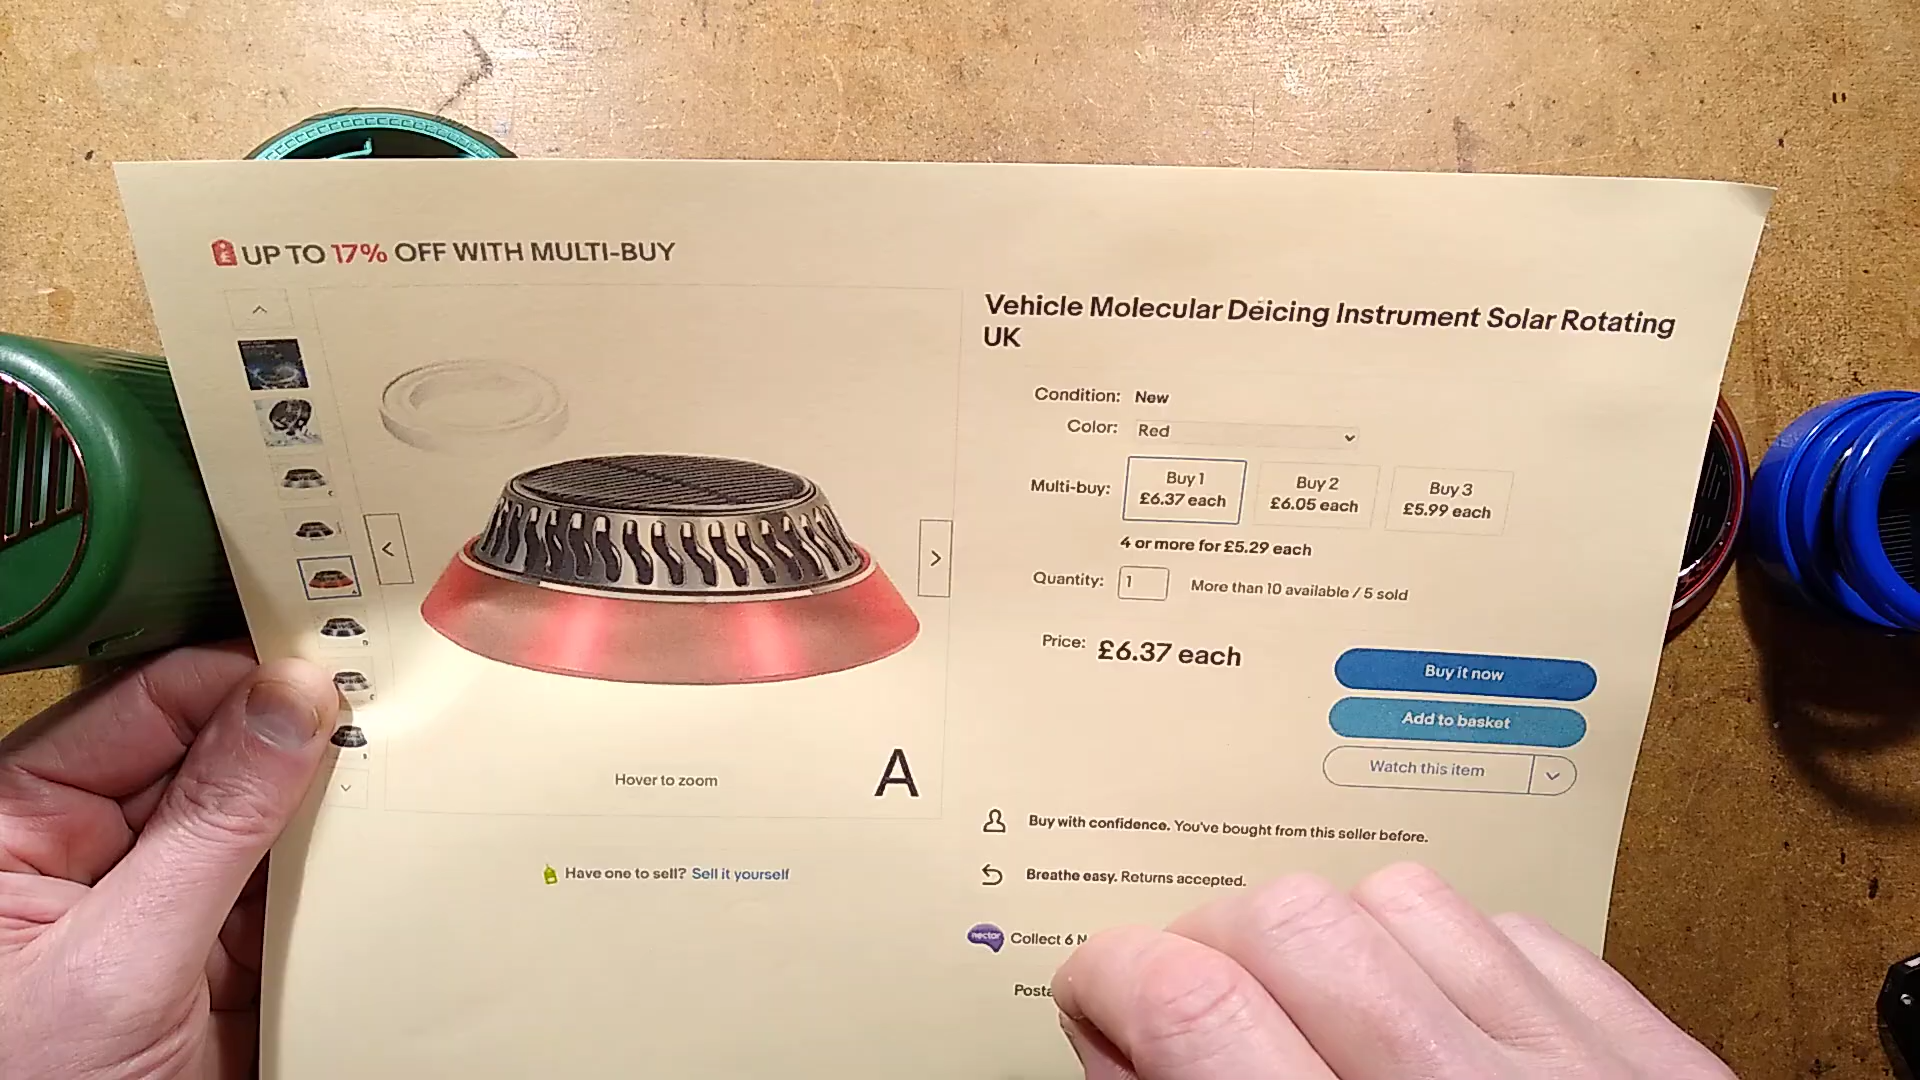 UP TO 17% OFF WITH MULTI-BUY
Vehicle Molecular Deicing Instrument Solar Rotating
UK
Condition: New
Color: Red
Multi-buy: Buy 1
£6.37 each
Buy 2
£6.05 each
Buy 3
£5.99 each
4 or more for £5.29 each
Quantity: 1 More than 10 available / 5 sold
Price: £6.37 each
Buy it now
Add to basket
Watch this item
Hover to zoom
A
Buy with confidence. You've bought from this seller before.
Have one to sell? Sell it yourself
Breathe easy. Returns accepted.
nectar Collect 6